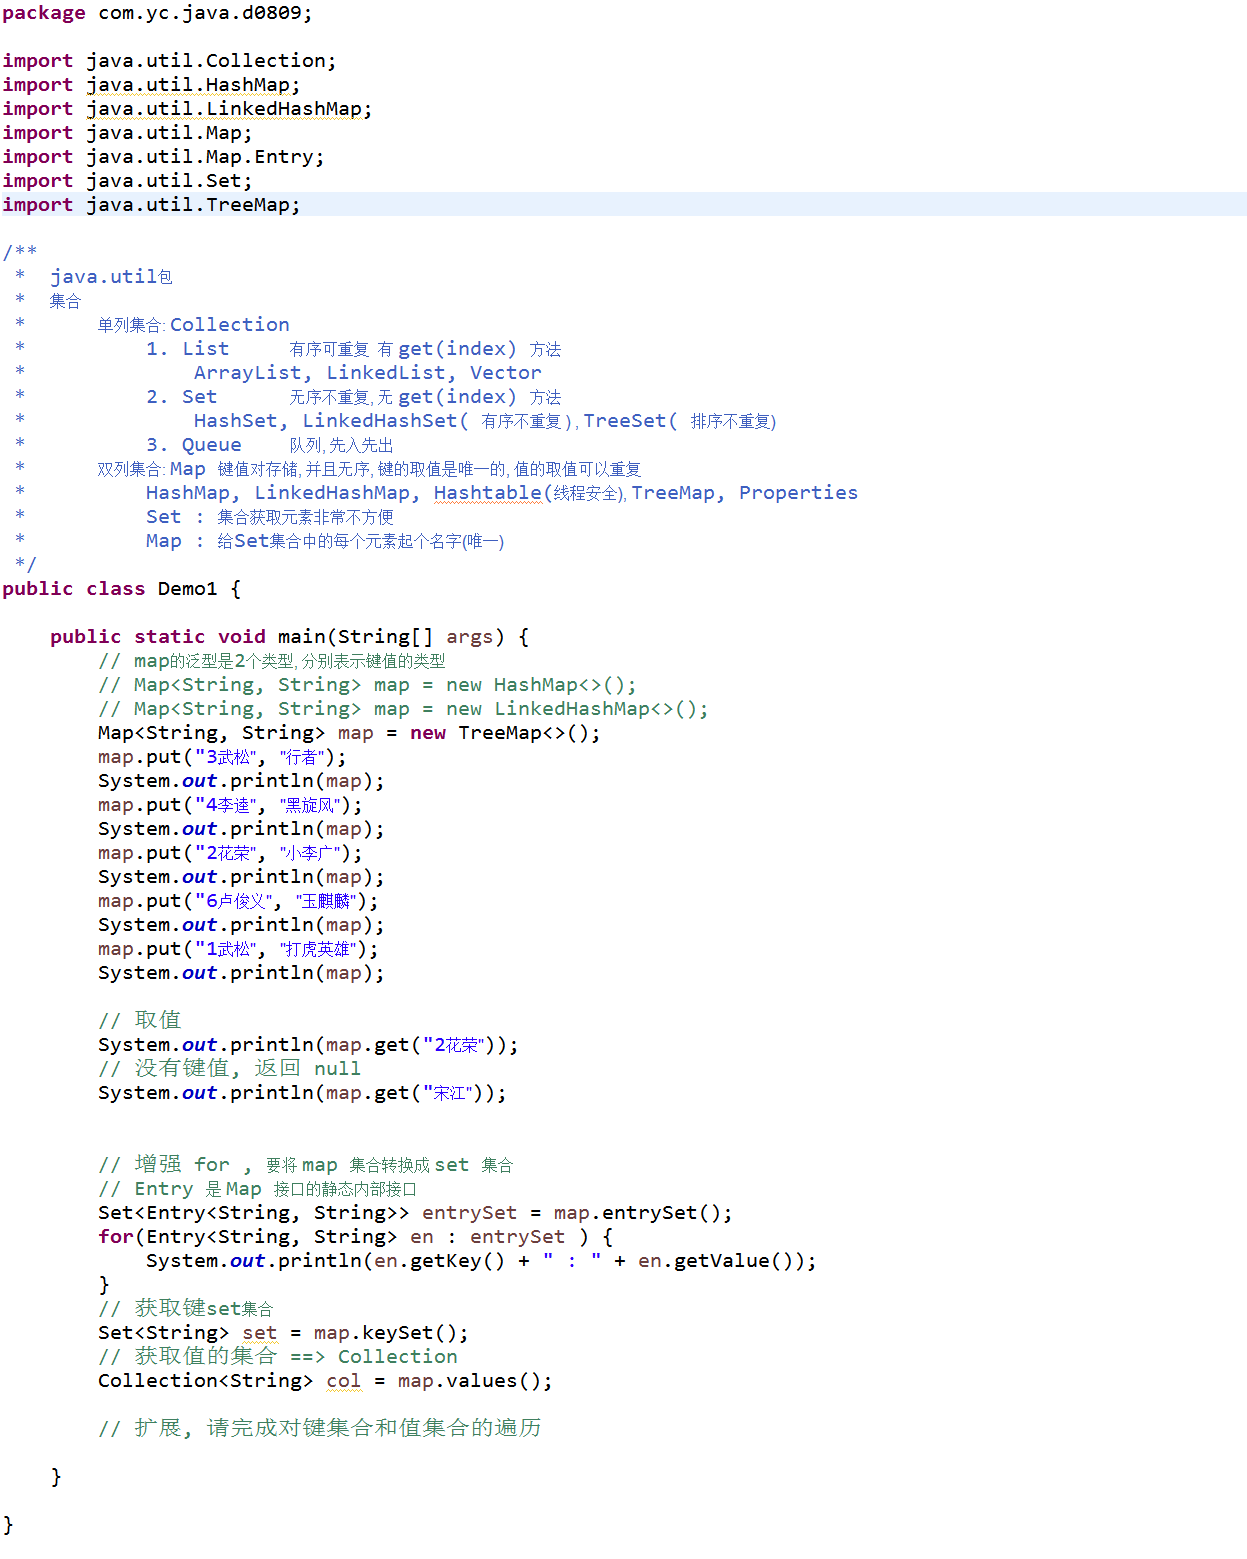 package com.yc.java.d0809;
import java.util.Collection;
import java.util.HashMap;
import java.util.LinkedHashMap;
import java.util.Map;
import java.util.Map.Entry;
import java.util.Set;
import java.util.TreeMap;
/**
 *  java.util包
 *  集合
 *      单列集合: Collection
 *          1. List     有序可重复 有 get(index) 方法
 *              ArrayList, LinkedList, Vector
 *          2. Set      无序不重复, 无 get(index) 方法
 *              HashSet, LinkedHashSet( 有序不重复 ), TreeSet( 排序不重复)
 *          3. Queue    队列, 先入先出
 *      双列集合: Map 键值对存储, 并且无序, 键的取值是唯一的, 值的取值可以重复
 *          HashMap, LinkedHashMap, Hashtable(线程安全), TreeMap, Properties
 *          Set : 集合获取元素非常不方便
 *          Map : 给Set集合中的每个元素起个名字(唯一)
 */
public class Demo1 {
    public static void main(String[] args) {
        // map的泛型是2个类型, 分别表示键值的类型
        // Map<String, String> map = new HashMap<>();
        // Map<String, String> map = new LinkedHashMap<>();
        Map<String, String> map = new TreeMap<>();
        map.put("3武松", "行者");
        System.out.println(map);
        map.put("4李逵", "黑旋风");
        System.out.println(map);
        map.put("2花荣", "小李广");
        System.out.println(map);
        map.put("6卢俊义", "玉麒麟");
        System.out.println(map);
        map.put("1武松", "打虎英雄");
        System.out.println(map);
        // 取值
        System.out.println(map.get("2花荣"));
        // 没有键值, 返回 null
        System.out.println(map.get("宋江"));
        // 增强 for , 要将 map 集合转换成 set 集合
        // Entry 是 Map 接口的静态内部接口
        Set<Entry<String, String>> entrySet = map.entrySet();
        for(Entry<String, String> en : entrySet ) {
            System.out.println(en.getKey() + " : " + en.getValue());
        }
        // 获取键set集合
        Set<String> set = map.keySet();
        // 获取值的集合 ==> Collection
        Collection<String> col = map.values();
        // 扩展, 请完成对键集合和值集合的遍历
    }
}